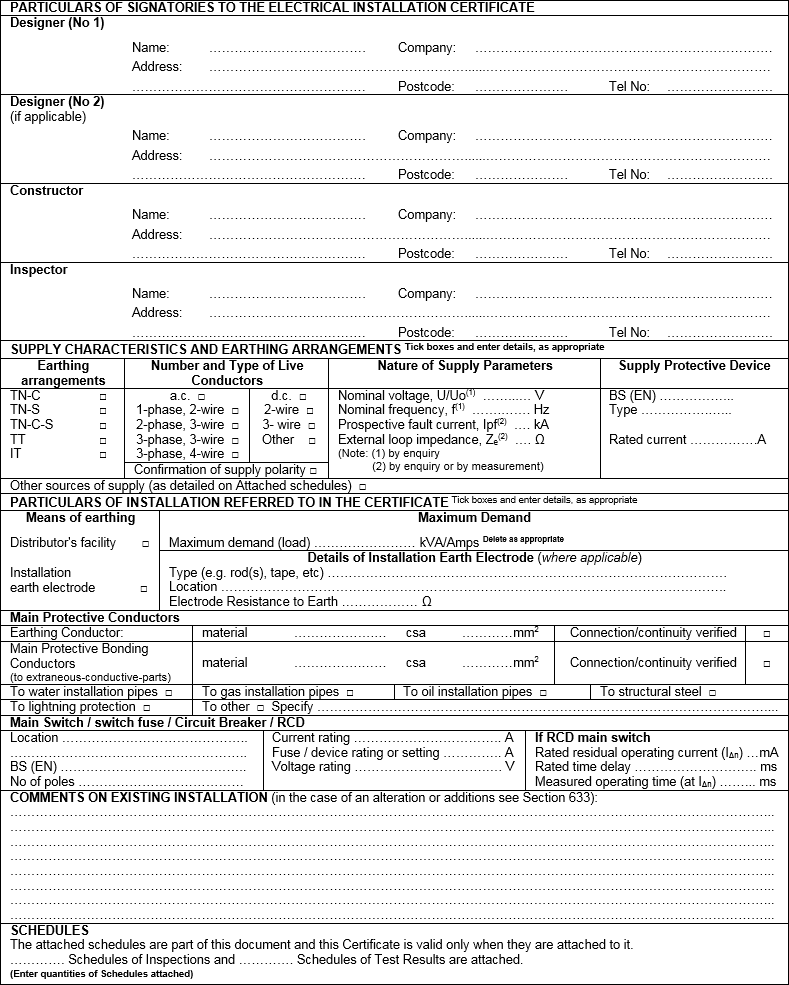 PARTICULARS OF SIGNATORIES TO THE ELECTRICAL INSTALLATION CERTIFICATE
Designer (No 1)
Name: ………………………………. Company: ……………………………………………………………
Address: ……………………………………………………………………………………………………………………
………………………………………………. Postcode: …………………. Tel No: …………………….
Designer (No 2)
(if applicable)
Name: ………………………………. Company: ……………………………………………………………
Address: ……………………………………………………………………………………………………………………
………………………………………………. Postcode: …………………. Tel No: …………………….
Constructor
Name: ………………………………. Company: ……………………………………………………………
Address: ……………………………………………………………………………………………………………………
………………………………………………. Postcode: …………………. Tel No: …………………….
Inspector
Name: ………………………………. Company: ……………………………………………………………
Address: ……………………………………………………………………………………………………………………
………………………………………………. Postcode: …………………. Tel No: …………………….
SUPPLY CHARACTERISTICS AND EARTHING ARRANGEMENTS Tick boxes and enter details, as appropriate
Earthing arrangements
TN-C □
TN-S □
TN-C-S □
TT □
IT □
Number and Type of Live Conductors
a.c. □
1-phase, 2-wire □
2-phase, 3-wire □
3-phase, 3-wire □
3-phase, 4-wire □
d.c. □
2-wire □
3- wire □
Other □
Confirmation of supply polarity □
Nature of Supply Parameters
Nominal voltage, U/Uo(1) ……….. V
Nominal frequency, f(1) …………. Hz
Prospective fault current, Ipf(2) …. kA
External loop impedance, Ze(2) …. Ω
(Note: (1) by enquiry
(2) by enquiry or by measurement)
Supply Protective Device
BS (EN) ……………..
Type ………………..
Rated current …………….A
Other sources of supply (as detailed on Attached schedules) □
PARTICULARS OF INSTALLATION REFERRED TO IN THE CERTIFICATE Tick boxes and enter details, as appropriate
Means of earthing
Distributor's facility □
Installation
earth electrode □
Maximum Demand
Maximum demand (load) …………………… kVA/Amps Delete as appropriate
Details of Installation Earth Electrode (where applicable)
Type (e.g. rod(s), tape, etc) ……………………………………………………………………………
Location ………………………………………………………………………………………………….
Electrode Resistance to Earth ……………… Ω
Main Protective Conductors
Earthing Conductor: material …………………. csa …………mm2 Connection/continuity verified □
Main Protective Bonding
Conductors
(to extraneous-conductive-parts)
material …………………. csa …………mm2 Connection/continuity verified □
To water installation pipes □ To gas installation pipes □ To oil installation pipes □ To structural steel □
To lightning protection □ To other □ Specify …………………………………………………………………………………………..
Main Switch / switch fuse / Circuit Breaker / RCD
Location ……………………………………..
…………………………………………………
BS (EN) ……………………………………..
No of poles …………………………………
Current rating …………………………….. A
Fuse / device rating or setting …………. A
Voltage rating …………………………….. V
If RCD main switch
Rated residual operating current (IΔn) …mA
Rated time delay ……………………….. ms
Measured operating time (at IΔn) ……... ms
COMMENTS ON EXISTING INSTALLATION (in the case of an alteration or additions see Section 633):
…………………………………………………………………………………………………………………………………………..
…………………………………………………………………………………………………………………………………………..
…………………………………………………………………………………………………………………………………………..
…………………………………………………………………………………………………………………………………………..
…………………………………………………………………………………………………………………………………………..
…………………………………………………………………………………………………………………………………………..
…………………………………………………………………………………………………………………………………………..
…………………………………………………………………………………………………………………………………………..
SCHEDULES
The attached schedules are part of this document and this Certificate is valid only when they are attached to it.
…………. Schedules of Inspections and …………. Schedules of Test Results are attached.
(Enter quantities of Schedules attached)